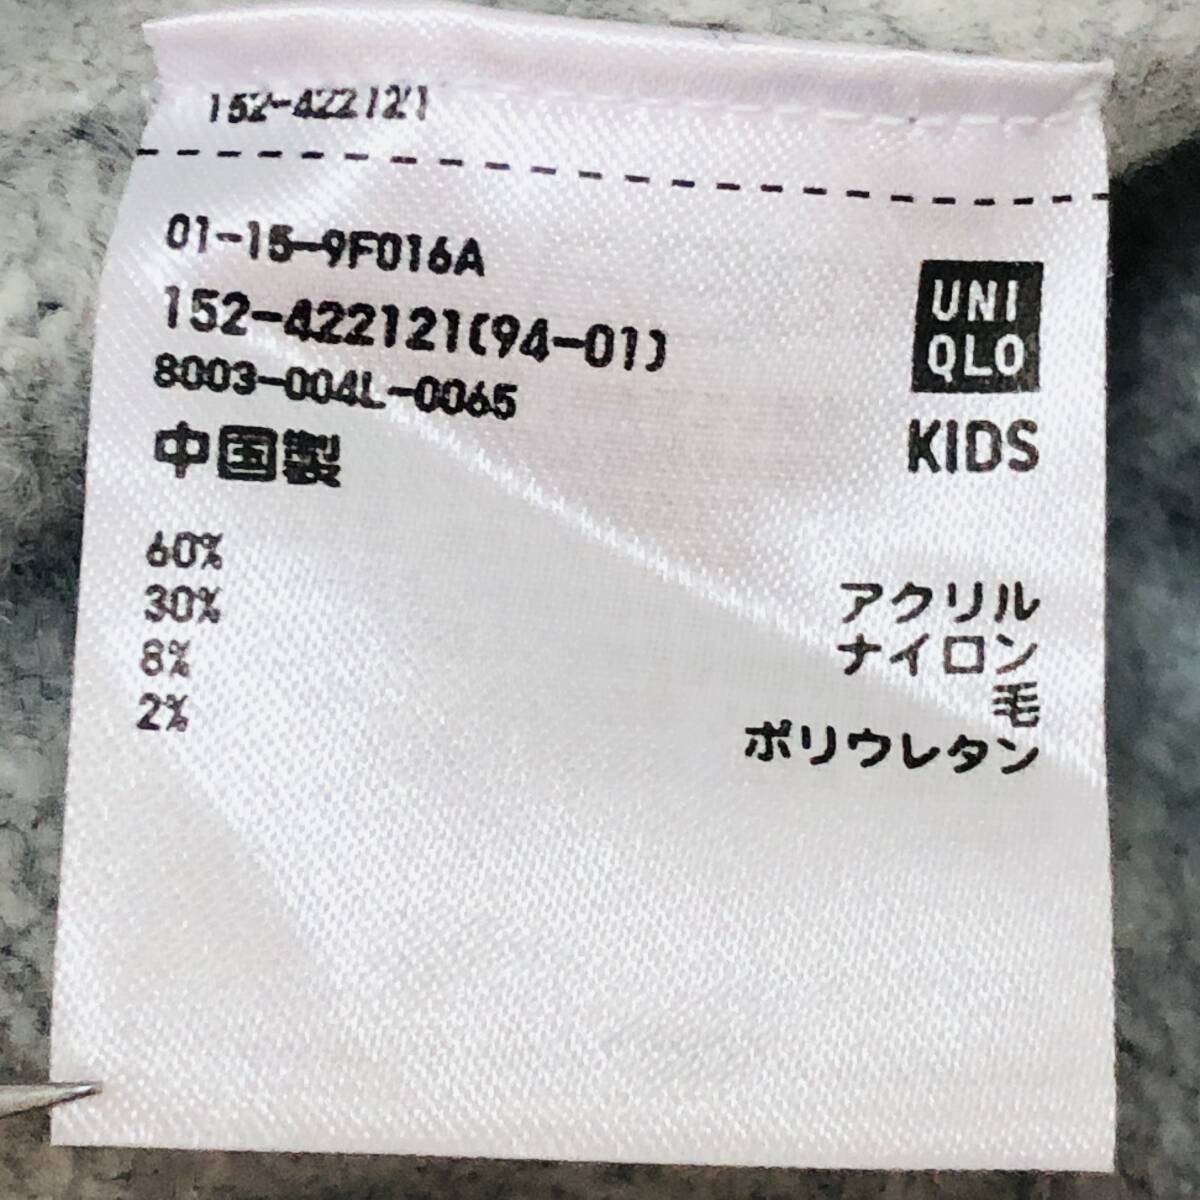 152-422121
01-15-9F016A
152-422121(94-01)
8003-004L-0065
中国製
UNI
QLO
KIDS
60% アクリル
30% ナイロン
8% 毛
2% ポリウレタン